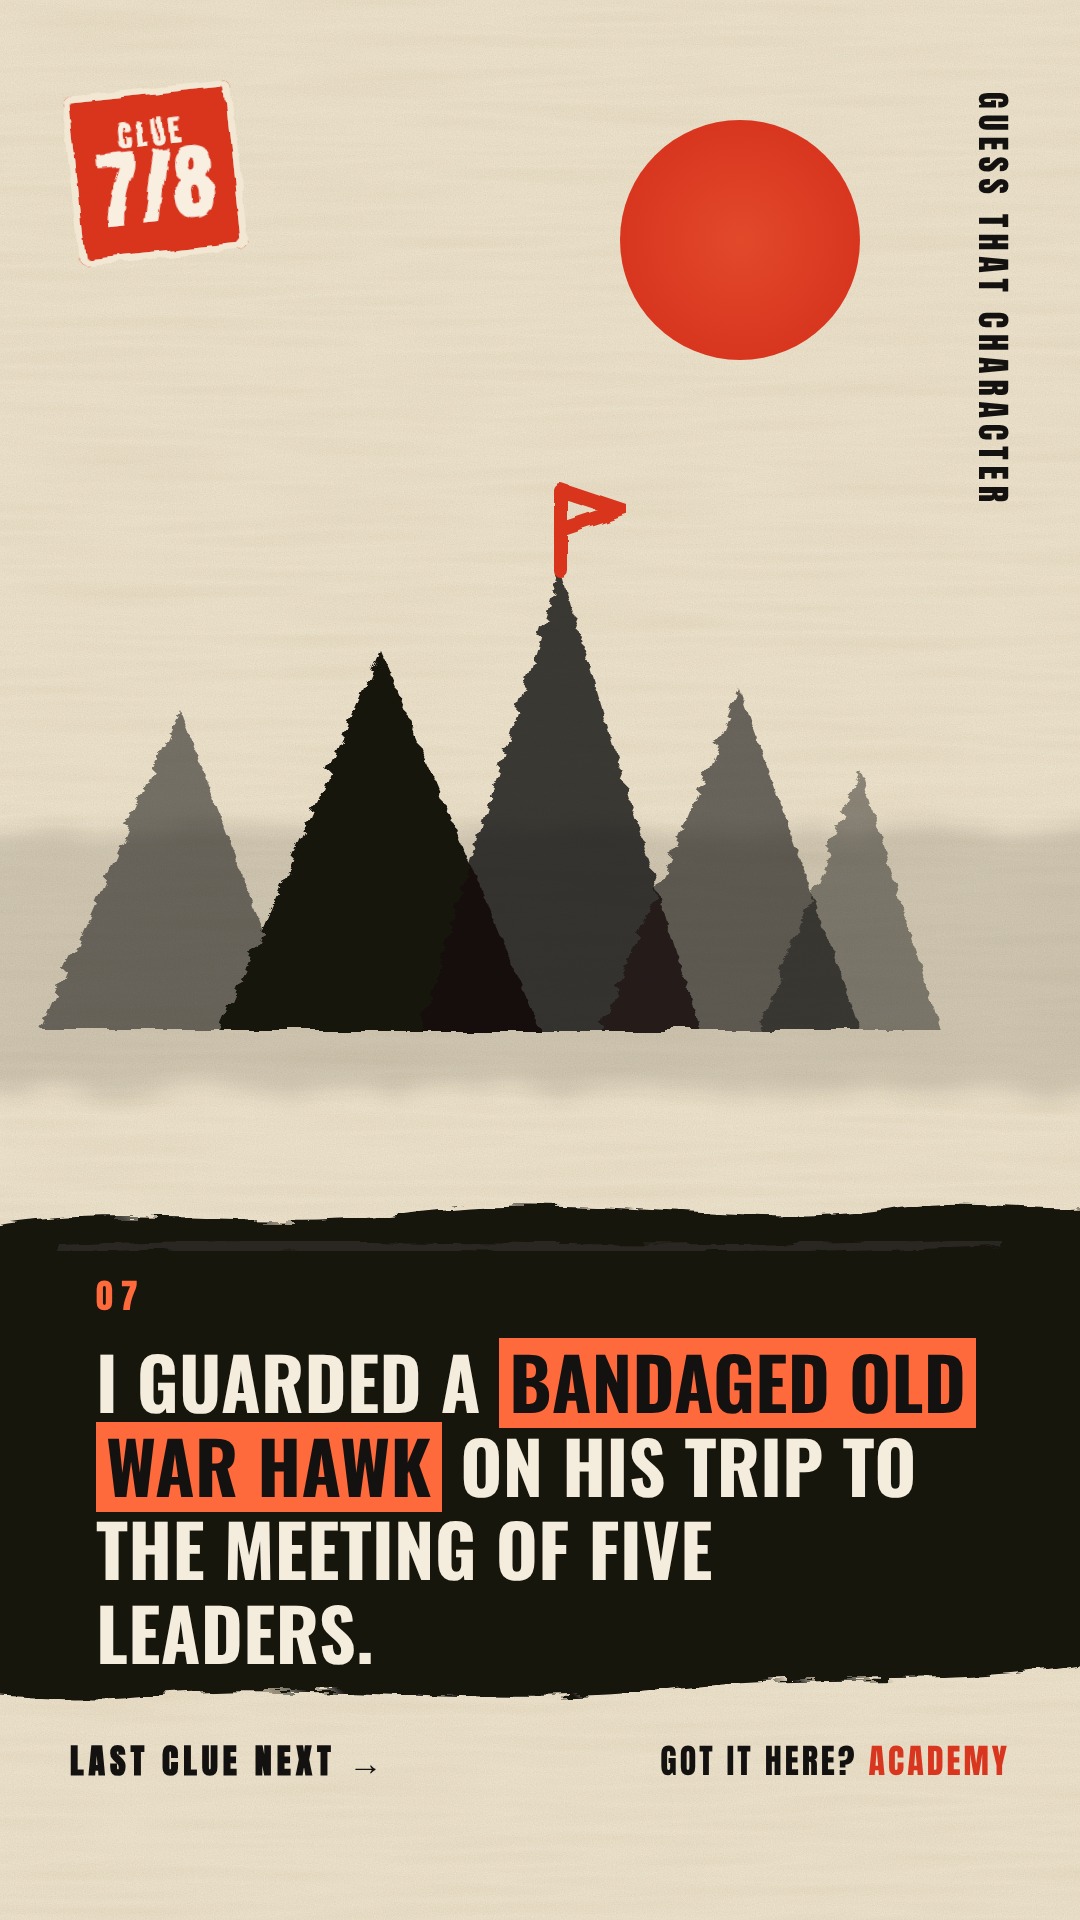 CLUE
7/8
GUESS THAT CHARACTER
07
I GUARDED A BANDAGED OLD
WAR HAWK ON HIS TRIP TO
THE MEETING OF FIVE
LEADERS.
LAST CLUE NEXT →
GOT IT HERE? ACADEMY